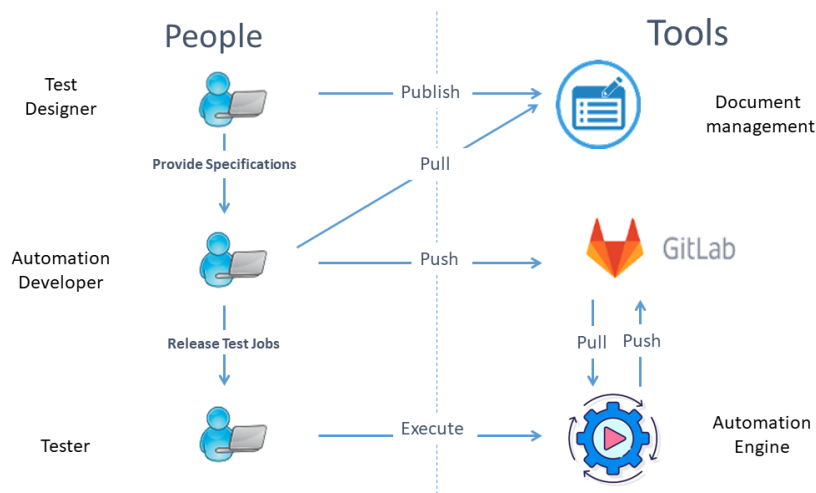 People
Tools
Test
Designer
Publish
Document
management
Provide Specifications
Pull
Automation
Developer
Push
GitLab
Release Test Jobs
Pull
Push
Tester
Execute
Automation
Engine